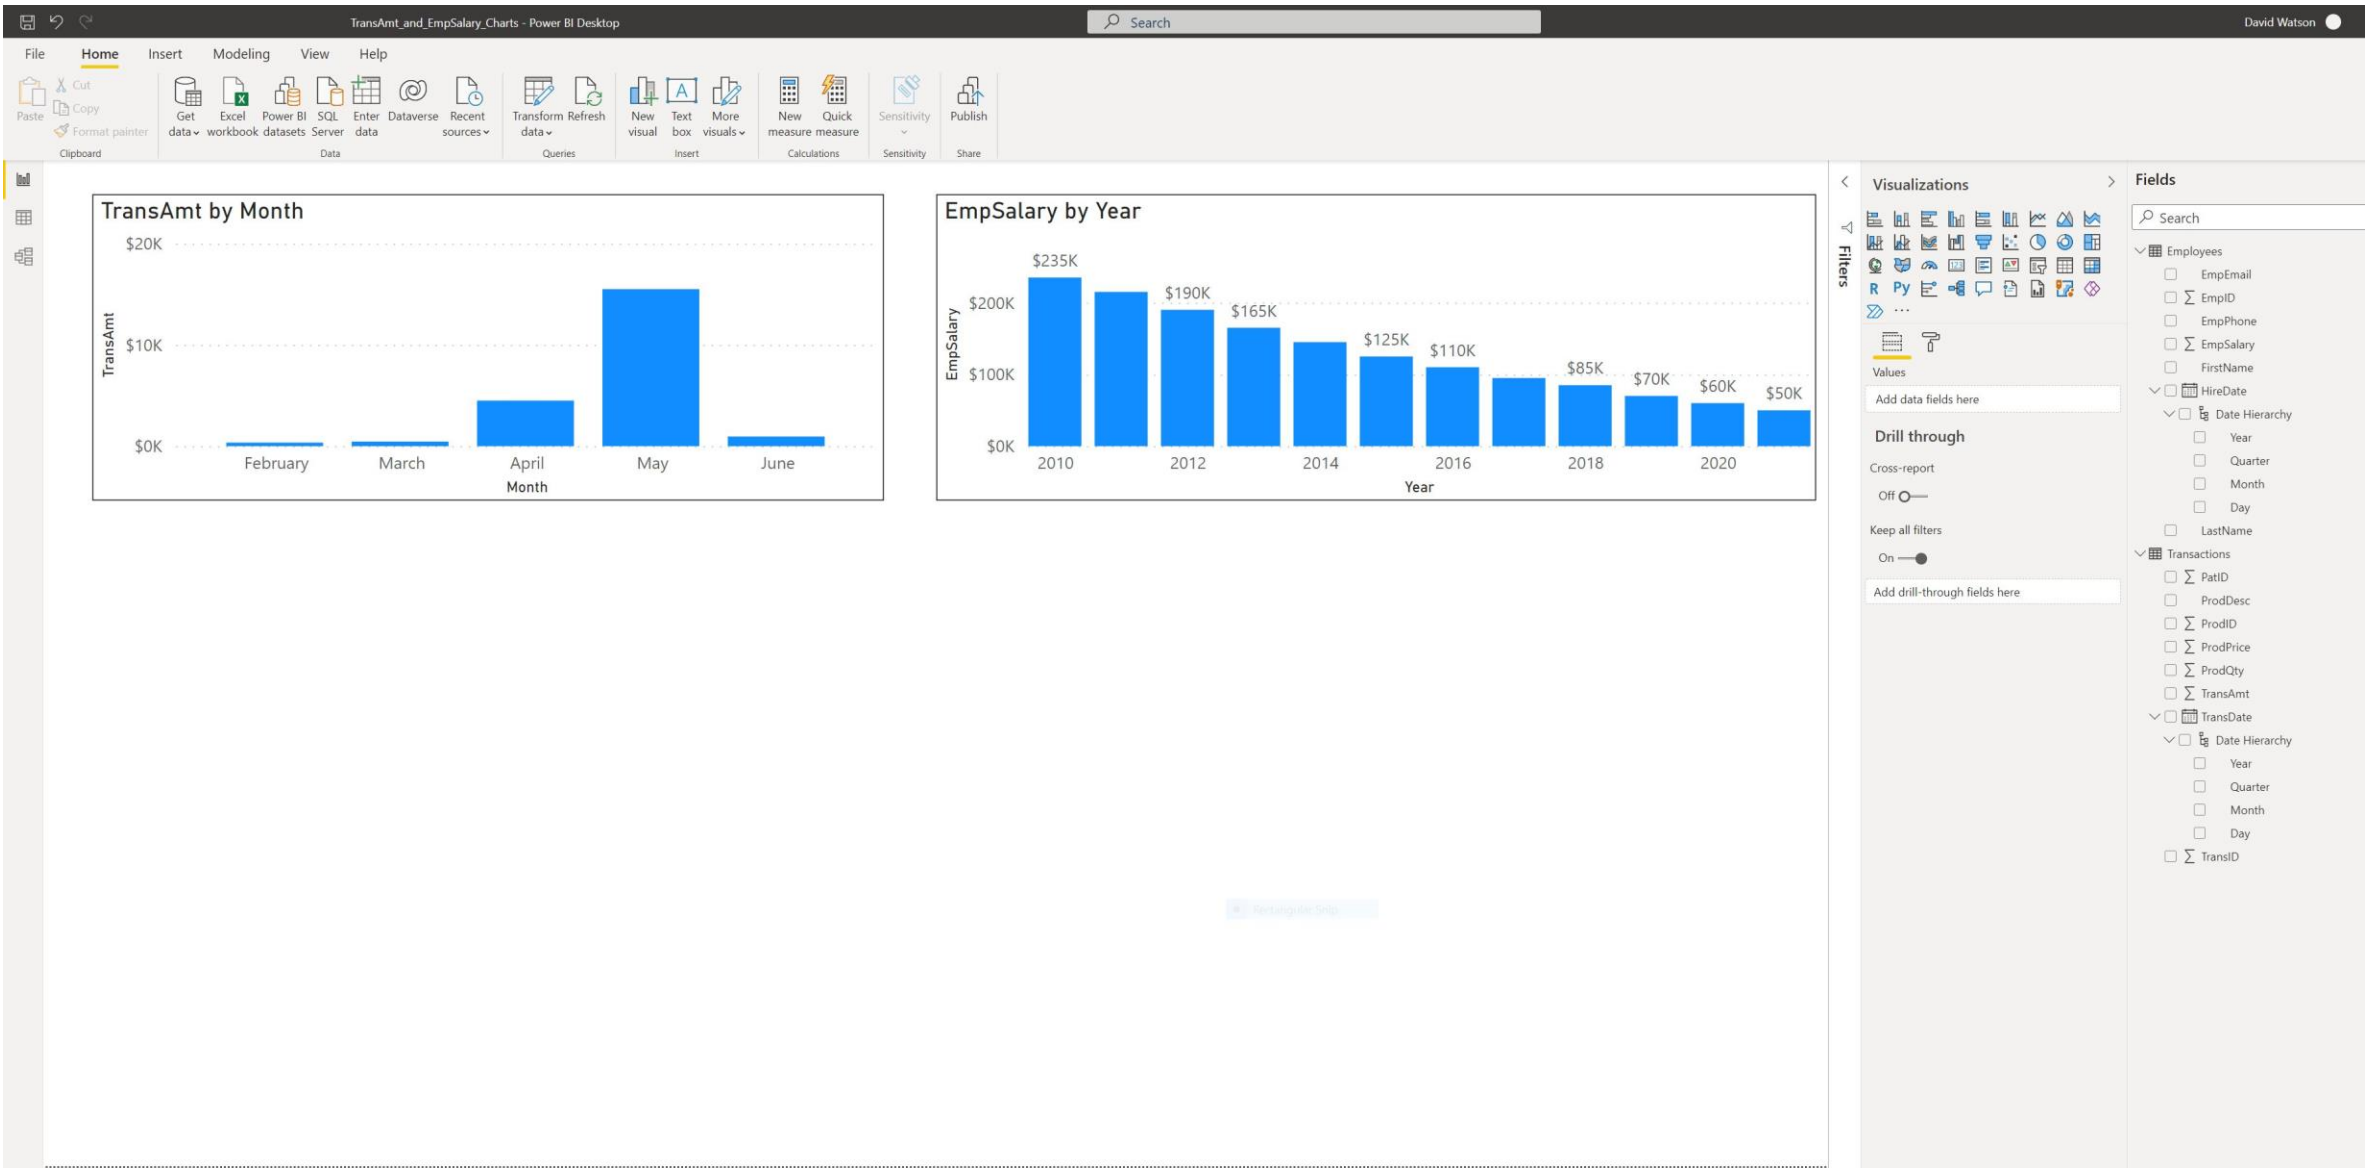 TransAmt_and_EmpSalary_Charts - Power BI Desktop
Search
David Watson
File Home Insert Modeling View Help
Paste
Cut
Copy
Format painter
Clipboard
Get data
Excel workbook
Power BI datasets
SQL Server
Enter data
Dataverse
Recent sources
Data
Transform data
Refresh
Queries
New visual
A
Text box
More visuals
Insert
New measure
Quick measure
Calculations
Sensitivity
Sensitivity
Publish
Share
TransAmt by Month
TransAmt
$20K
$10K
$0K
February March April May June
Month
EmpSalary by Year
EmpSalary
$200K
$100K
$0K
$235K
$190K
$165K
$125K
$110K
$85K
$70K
$60K
$50K
2010 2012 2014 2016 2018 2020
Year
Rectangular Snip
Filters
Visualizations
123
R Py
Values
Add data fields here
Drill through
Cross-report
Off
Keep all filters
On
Add drill-through fields here
Fields
Search
Employees
EmpEmail
∑ EmpID
EmpPhone
∑ EmpSalary
FirstName
HireDate
Date Hierarchy
Year
Quarter
Month
Day
LastName
Transactions
∑ PatID
ProdDesc
∑ ProdID
∑ ProdPrice
∑ ProdQty
∑ TransAmt
TransDate
Date Hierarchy
Year
Quarter
Month
Day
∑ TransID